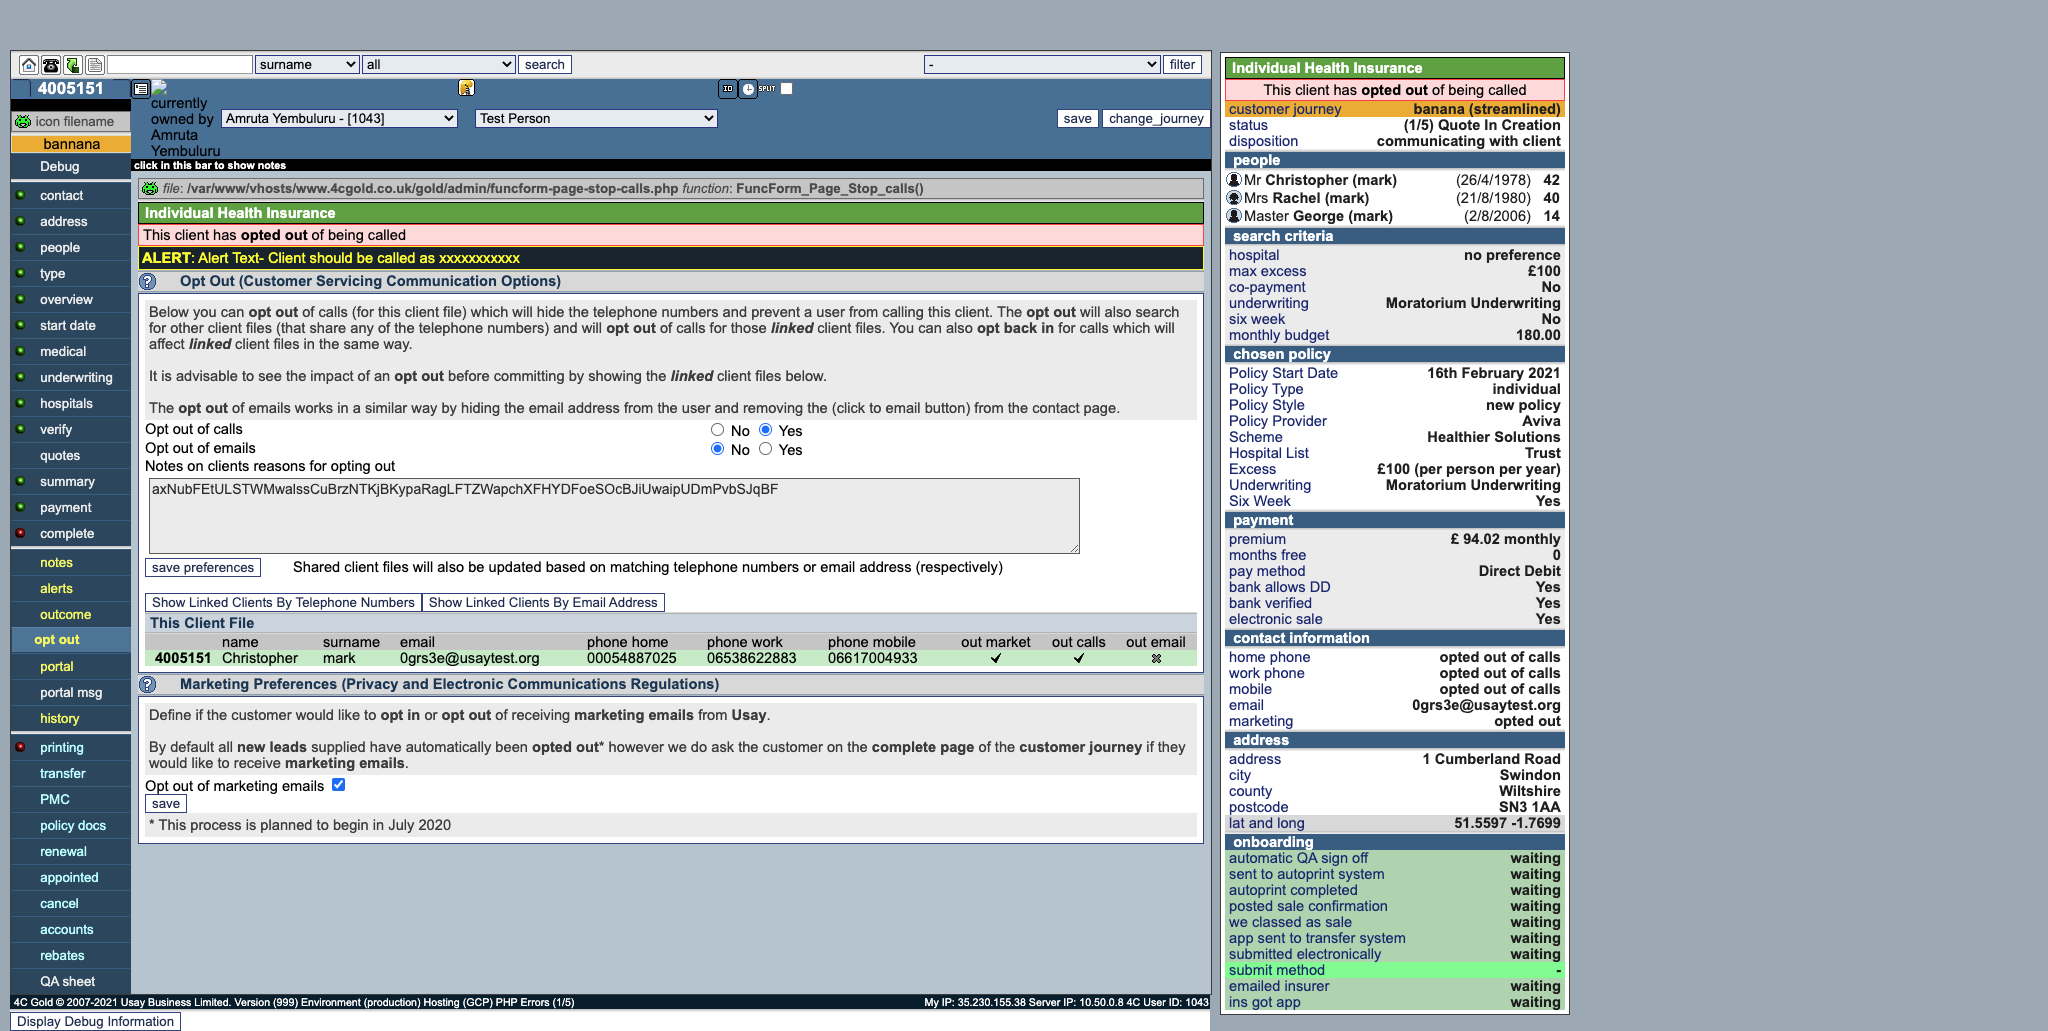 surname all search - filter
4005151
currently owned by Amruta Yembuluru
Amruta Yembuluru - [1043] Test Person
ID SPLIT
save change_journey
click in this bar to show notes
icon filename
bannana
Debug
contact
address
people
type
overview
start date
medical
underwriting
hospitals
verify
quotes
summary
payment
complete
notes
alerts
outcome
opt out
portal
portal msg
history
printing
transfer
PMC
policy docs
renewal
appointed
cancel
accounts
rebates
QA sheet
file: /var/www/vhosts/www.4cgold.co.uk/gold/admin/funcform-page-stop-calls.php function: FuncForm_Page_Stop_calls()
Individual Health Insurance
This client has opted out of being called
ALERT: Alert Text- Client should be called as xxxxxxxxxxx
Opt Out (Customer Servicing Communication Options)
Below you can opt out of calls (for this client file) which will hide the telephone numbers and prevent a user from calling this client. The opt out will also search
for other client files (that share any of the telephone numbers) and will opt out of calls for those linked client files. You can also opt back in for calls which will
affect linked client files in the same way.
It is advisable to see the impact of an opt out before committing by showing the linked client files below.
The opt out of emails works in a similar way by hiding the email address from the user and removing the (click to email button) from the contact page.
Opt out of calls No Yes
Opt out of emails No Yes
Notes on clients reasons for opting out
axNubFEtULSTWMwalssCuBrzNTKjBKypaRagLFTZWapchXFHYDFoeSOcBJiUwaipUDmPvbSJqBF
save preferences Shared client files will also be updated based on matching telephone numbers or email address (respectively)
Show Linked Clients By Telephone Numbers Show Linked Clients By Email Address
This Client File
name surname email phone home phone work phone mobile out market out calls out email
4005151 Christopher mark 0grs3e@usaytest.org 00054887025 06538622883 06617004933
Marketing Preferences (Privacy and Electronic Communications Regulations)
Define if the customer would like to opt in or opt out of receiving marketing emails from Usay.
By default all new leads supplied have automatically been opted out* however we do ask the customer on the complete page of the customer journey if they
would like to receive marketing emails.
Opt out of marketing emails
save
* This process is planned to begin in July 2020
4C Gold © 2007-2021 Usay Business Limited. Version (999) Environment (production) Hosting (GCP) PHP Errors (1/5) My IP: 35.230.155.38 Server IP: 10.50.0.8 4C User ID: 1043
Display Debug Information
Individual Health Insurance
This client has opted out of being called
customer journey banana (streamlined)
status (1/5) Quote In Creation
disposition communicating with client
people
Mr Christopher (mark) (26/4/1978) 42
Mrs Rachel (mark) (21/8/1980) 40
Master George (mark) (2/8/2006) 14
search criteria
hospital no preference
max excess £100
co-payment No
underwriting Moratorium Underwriting
six week No
monthly budget 180.00
chosen policy
Policy Start Date 16th February 2021
Policy Type individual
Policy Style new policy
Policy Provider Aviva
Scheme Healthier Solutions
Hospital List Trust
Excess £100 (per person per year)
Underwriting Moratorium Underwriting
Six Week Yes
payment
premium £ 94.02 monthly
months free 0
pay method Direct Debit
bank allows DD Yes
bank verified Yes
electronic sale Yes
contact information
home phone opted out of calls
work phone opted out of calls
mobile opted out of calls
email 0grs3e@usaytest.org
marketing opted out
address
address 1 Cumberland Road
city Swindon
county Wiltshire
postcode SN3 1AA
lat and long 51.5597 -1.7699
onboarding
automatic QA sign off waiting
sent to autoprint system waiting
autoprint completed waiting
posted sale confirmation waiting
we classed as sale waiting
app sent to transfer system waiting
submitted electronically waiting
submit method -
emailed insurer waiting
ins got app waiting